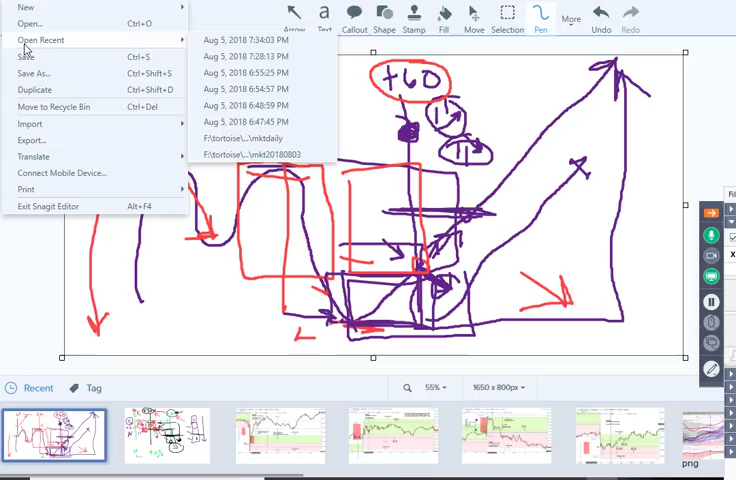 New
Open... Ctrl+O
Open Recent
Save Ctrl+S
Save As... Ctrl+Shift+S
Duplicate Ctrl+Shift+D
Move to Recycle Bin Ctrl+Del
Import
Export...
Translate
Connect Mobile Device...
Print
Exit Snagit Editor Alt+F4
Aug 5, 2018 7:34:03 PM
Aug 5, 2018 7:28:13 PM
Aug 5, 2018 6:55:25 PM
Aug 5, 2018 6:54:57 PM
Aug 5, 2018 6:48:59 PM
Aug 5, 2018 6:47:45 PM
F:\tortoise\...\mktdaily
F:\tortoise\...\mkt20180803
Arrow Text Callout Shape Stamp Fill Move Selection Pen More Undo Redo
+60
Fil
X
Recent Tag 55% 1650 x 800px
png